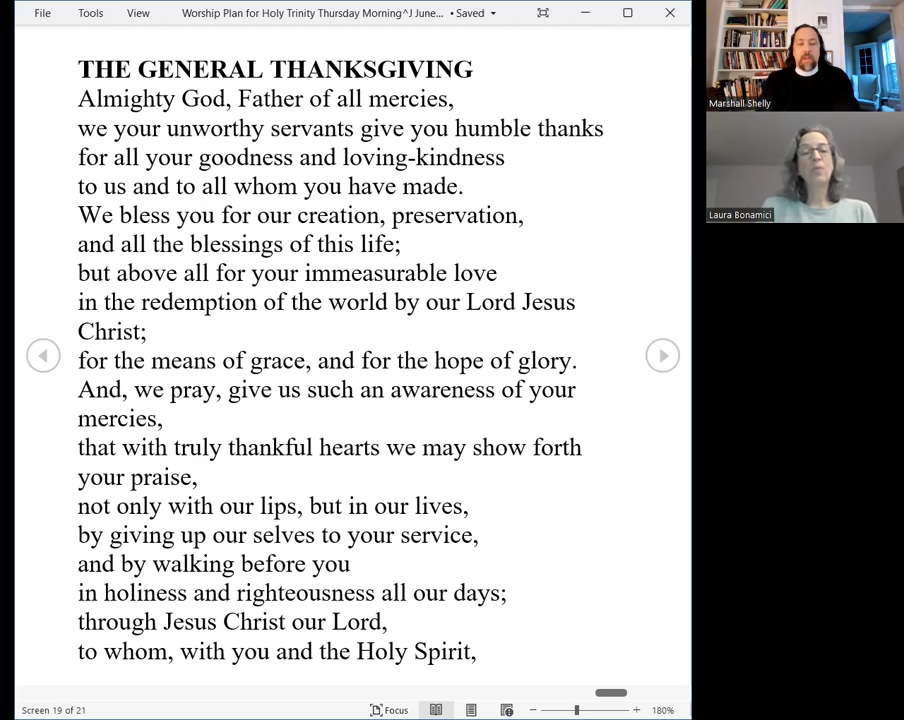 File Tools View Worship Plan for Holy Trinity Thursday Morning^J June... • Saved
THE GENERAL THANKSGIVING
Almighty God, Father of all mercies,
we your unworthy servants give you humble thanks
for all your goodness and loving-kindness
to us and to all whom you have made.
We bless you for our creation, preservation,
and all the blessings of this life;
but above all for your immeasurable love
in the redemption of the world by our Lord Jesus
Christ;
for the means of grace, and for the hope of glory.
And, we pray, give us such an awareness of your
mercies,
that with truly thankful hearts we may show forth
your praise,
not only with our lips, but in our lives,
by giving up our selves to your service,
and by walking before you
in holiness and righteousness all our days;
through Jesus Christ our Lord,
to whom, with you and the Holy Spirit,
Screen 19 of 21 Focus 180%
Marshall Shelly
Laura Bonamici